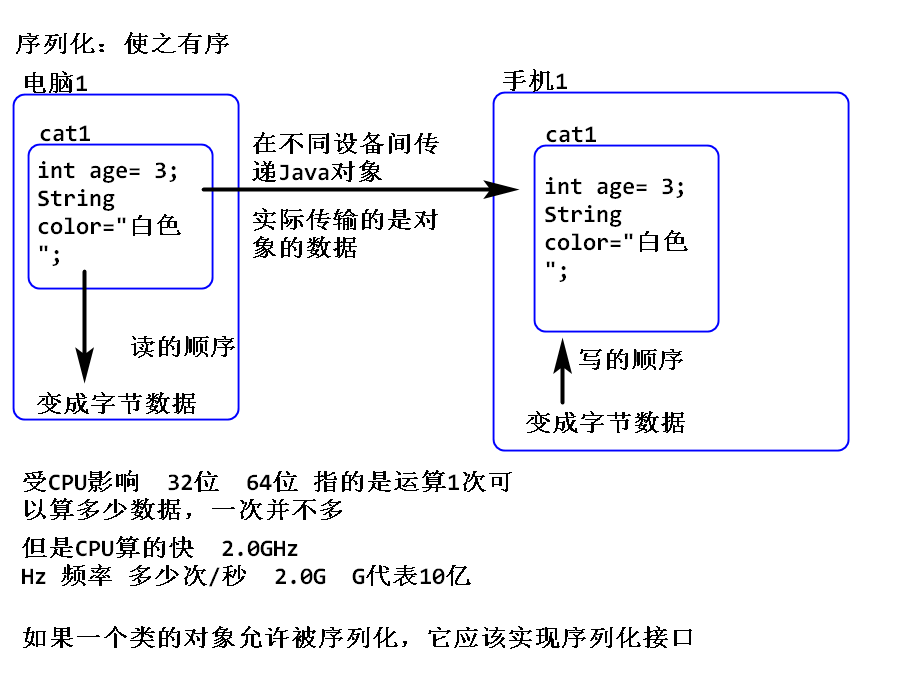 序列化：使之有序
电脑1
cat1
int age= 3;
String
color="白色
";
读的顺序
变成字节数据
在不同设备间传
递Java对象
实际传输的是对
象的数据
手机1
cat1
int age= 3;
String
color="白色
";
写的顺序
变成字节数据
受CPU影响  32位  64位 指的是运算1次可
以算多少数据，一次并不多
但是CPU算的快  2.0GHz
Hz 频率 多少次/秒  2.0G  G代表10亿
如果一个类的对象允许被序列化，它应该实现序列化接口